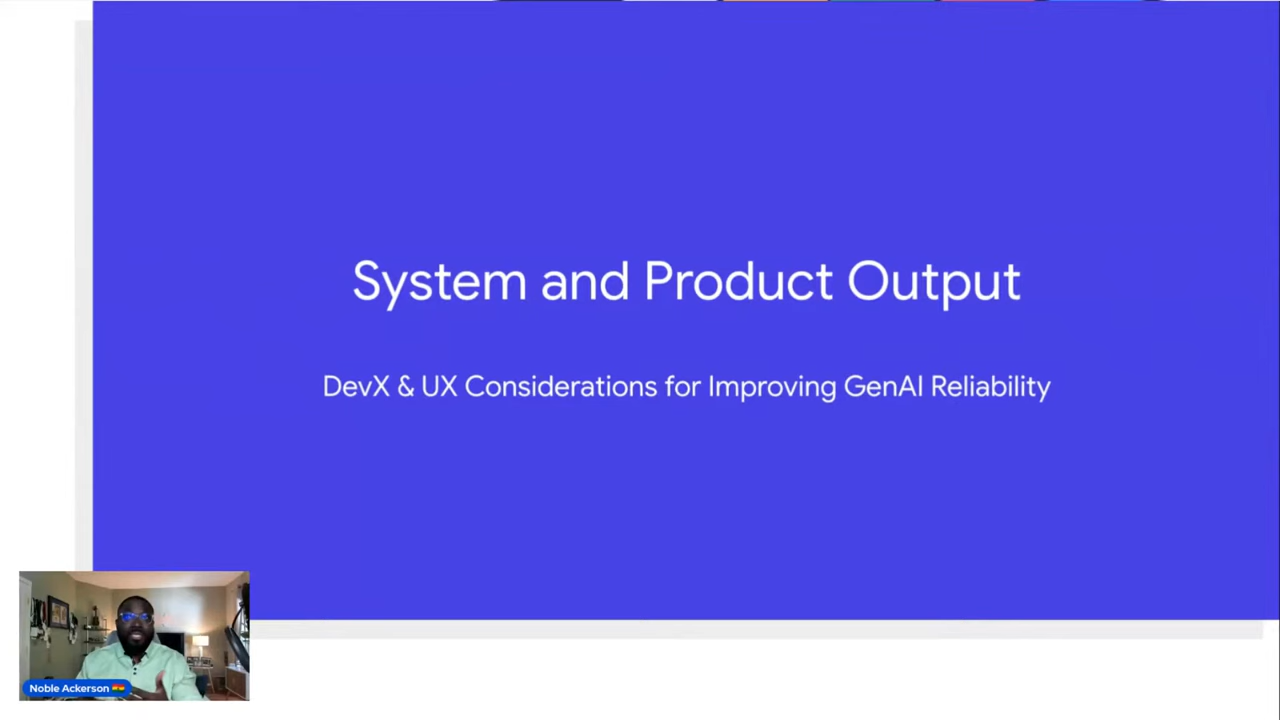 System and Product Output
DevX & UX Considerations for Improving GenAI Reliability
Noble Ackerson